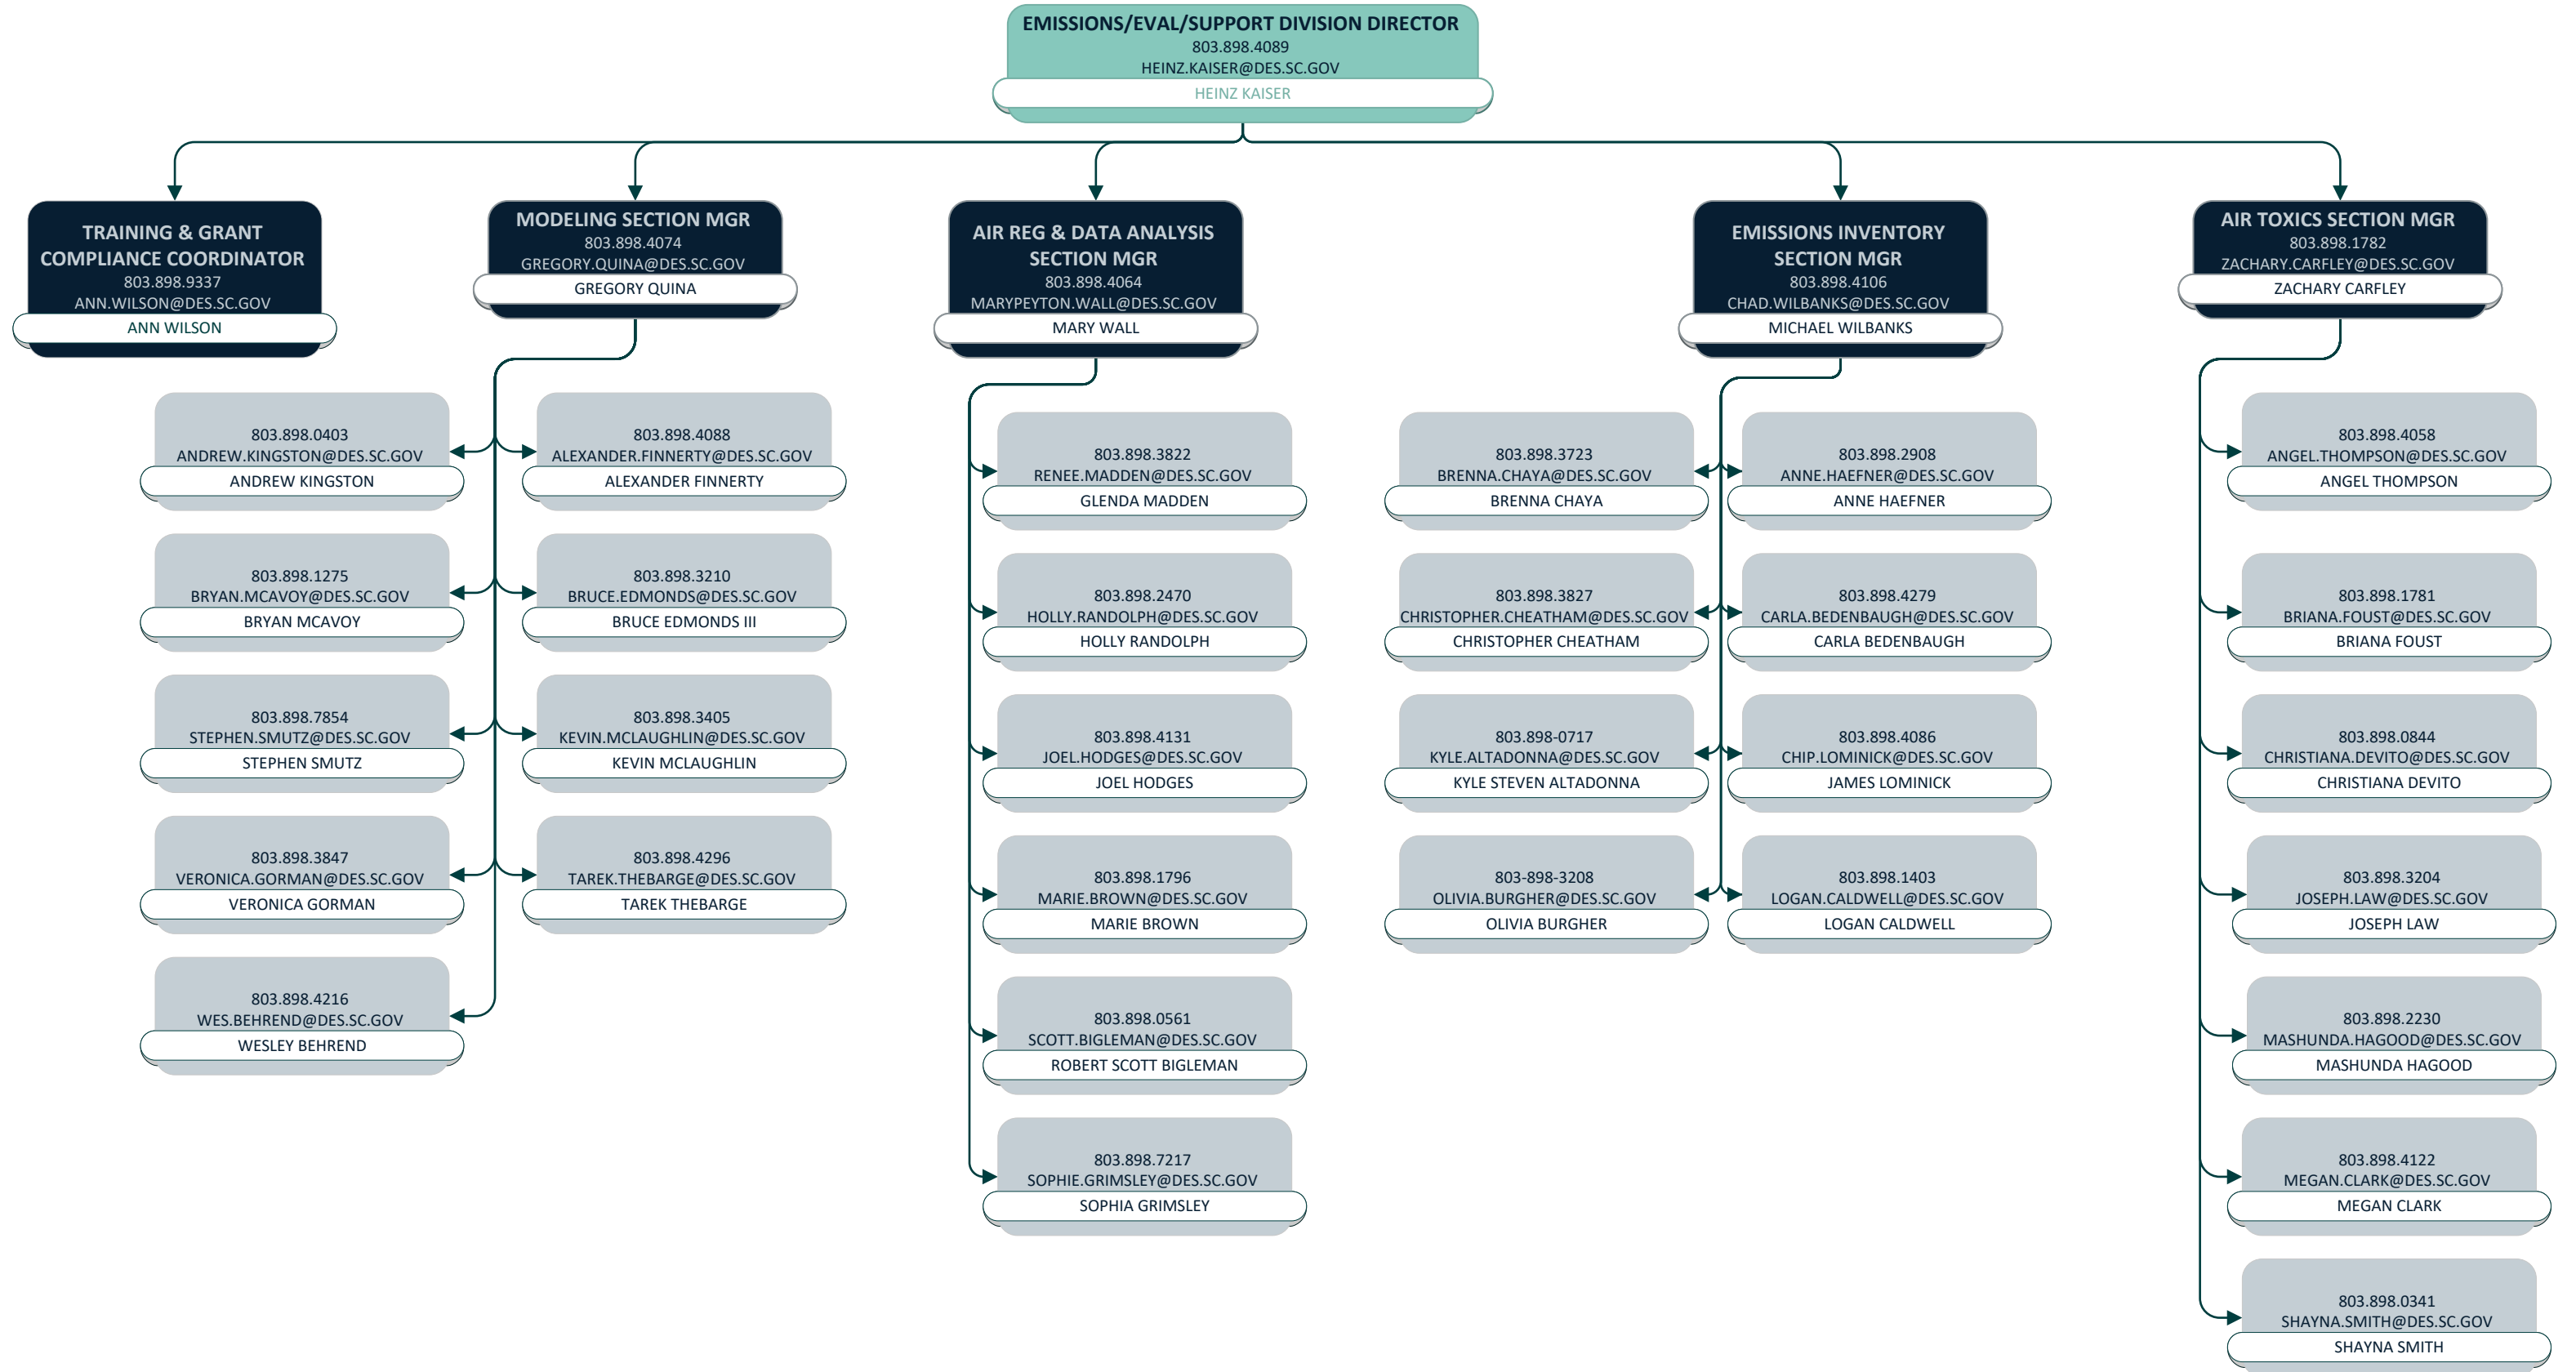 EMISSIONS/EVAL/SUPPORT DIVISION DIRECTOR
803.898.4089
HEINZ.KAISER@DES.SC.GOV
HEINZ KAISER
TRAINING & GRANT
COMPLIANCE COORDINATOR
803.898.9337
ANN.WILSON@DES.SC.GOV
ANN WILSON
MODELING SECTION MGR
803.898.4074
GREGORY.QUINA@DES.SC.GOV
GREGORY QUINA
803.898.0403
ANDREW.KINGSTON@DES.SC.GOV
ANDREW KINGSTON
803.898.4088
ALEXANDER.FINNERTY@DES.SC.GOV
ALEXANDER FINNERTY
803.898.1275
BRYAN.MCAVOY@DES.SC.GOV
BRYAN MCAVOY
803.898.3210
BRUCE.EDMONDS@DES.SC.GOV
BRUCE EDMONDS III
803.898.7854
STEPHEN.SMUTZ@DES.SC.GOV
STEPHEN SMUTZ
803.898.3405
KEVIN.MCLAUGHLIN@DES.SC.GOV
KEVIN MCLAUGHLIN
803.898.3847
VERONICA.GORMAN@DES.SC.GOV
VERONICA GORMAN
803.898.4296
TAREK.THEBARGE@DES.SC.GOV
TAREK THEBARGE
803.898.4216
WES.BEHREND@DES.SC.GOV
WESLEY BEHREND
AIR REG & DATA ANALYSIS
SECTION MGR
803.898.4064
MARYPEYTON.WALL@DES.SC.GOV
MARY WALL
803.898.3822
RENEE.MADDEN@DES.SC.GOV
GLENDA MADDEN
803.898.2470
HOLLY.RANDOLPH@DES.SC.GOV
HOLLY RANDOLPH
803.898.4131
JOEL.HODGES@DES.SC.GOV
JOEL HODGES
803.898.1796
MARIE.BROWN@DES.SC.GOV
MARIE BROWN
803.898.0561
SCOTT.BIGLEMAN@DES.SC.GOV
ROBERT SCOTT BIGLEMAN
803.898.7217
SOPHIE.GRIMSLEY@DES.SC.GOV
SOPHIA GRIMSLEY
EMISSIONS INVENTORY
SECTION MGR
803.898.4106
CHAD.WILBANKS@DES.SC.GOV
MICHAEL WILBANKS
803.898.3723
BRENNA.CHAYA@DES.SC.GOV
BRENNA CHAYA
803.898.2908
ANNE.HAEFNER@DES.SC.GOV
ANNE HAEFNER
803.898.3827
CHRISTOPHER.CHEATHAM@DES.SC.GOV
CHRISTOPHER CHEATHAM
803.898.4279
CARLA.BEDENBAUGH@DES.SC.GOV
CARLA BEDENBAUGH
803.898-0717
KYLE.ALTADONNA@DES.SC.GOV
KYLE STEVEN ALTADONNA
803.898.4086
CHIP.LOMINICK@DES.SC.GOV
JAMES LOMINICK
803-898-3208
OLIVIA.BURGHER@DES.SC.GOV
OLIVIA BURGHER
803.898.1403
LOGAN.CALDWELL@DES.SC.GOV
LOGAN CALDWELL
AIR TOXICS SECTION MGR
803.898.1782
ZACHARY.CARFLEY@DES.SC.GOV
ZACHARY CARFLEY
803.898.4058
ANGEL.THOMPSON@DES.SC.GOV
ANGEL THOMPSON
803.898.1781
BRIANA.FOUST@DES.SC.GOV
BRIANA FOUST
803.898.0844
CHRISTIANA.DEVITO@DES.SC.GOV
CHRISTIANA DEVITO
803.898.3204
JOSEPH.LAW@DES.SC.GOV
JOSEPH LAW
803.898.2230
MASHUNDA.HAGOOD@DES.SC.GOV
MASHUNDA HAGOOD
803.898.4122
MEGAN.CLARK@DES.SC.GOV
MEGAN CLARK
803.898.0341
SHAYNA.SMITH@DES.SC.GOV
SHAYNA SMITH